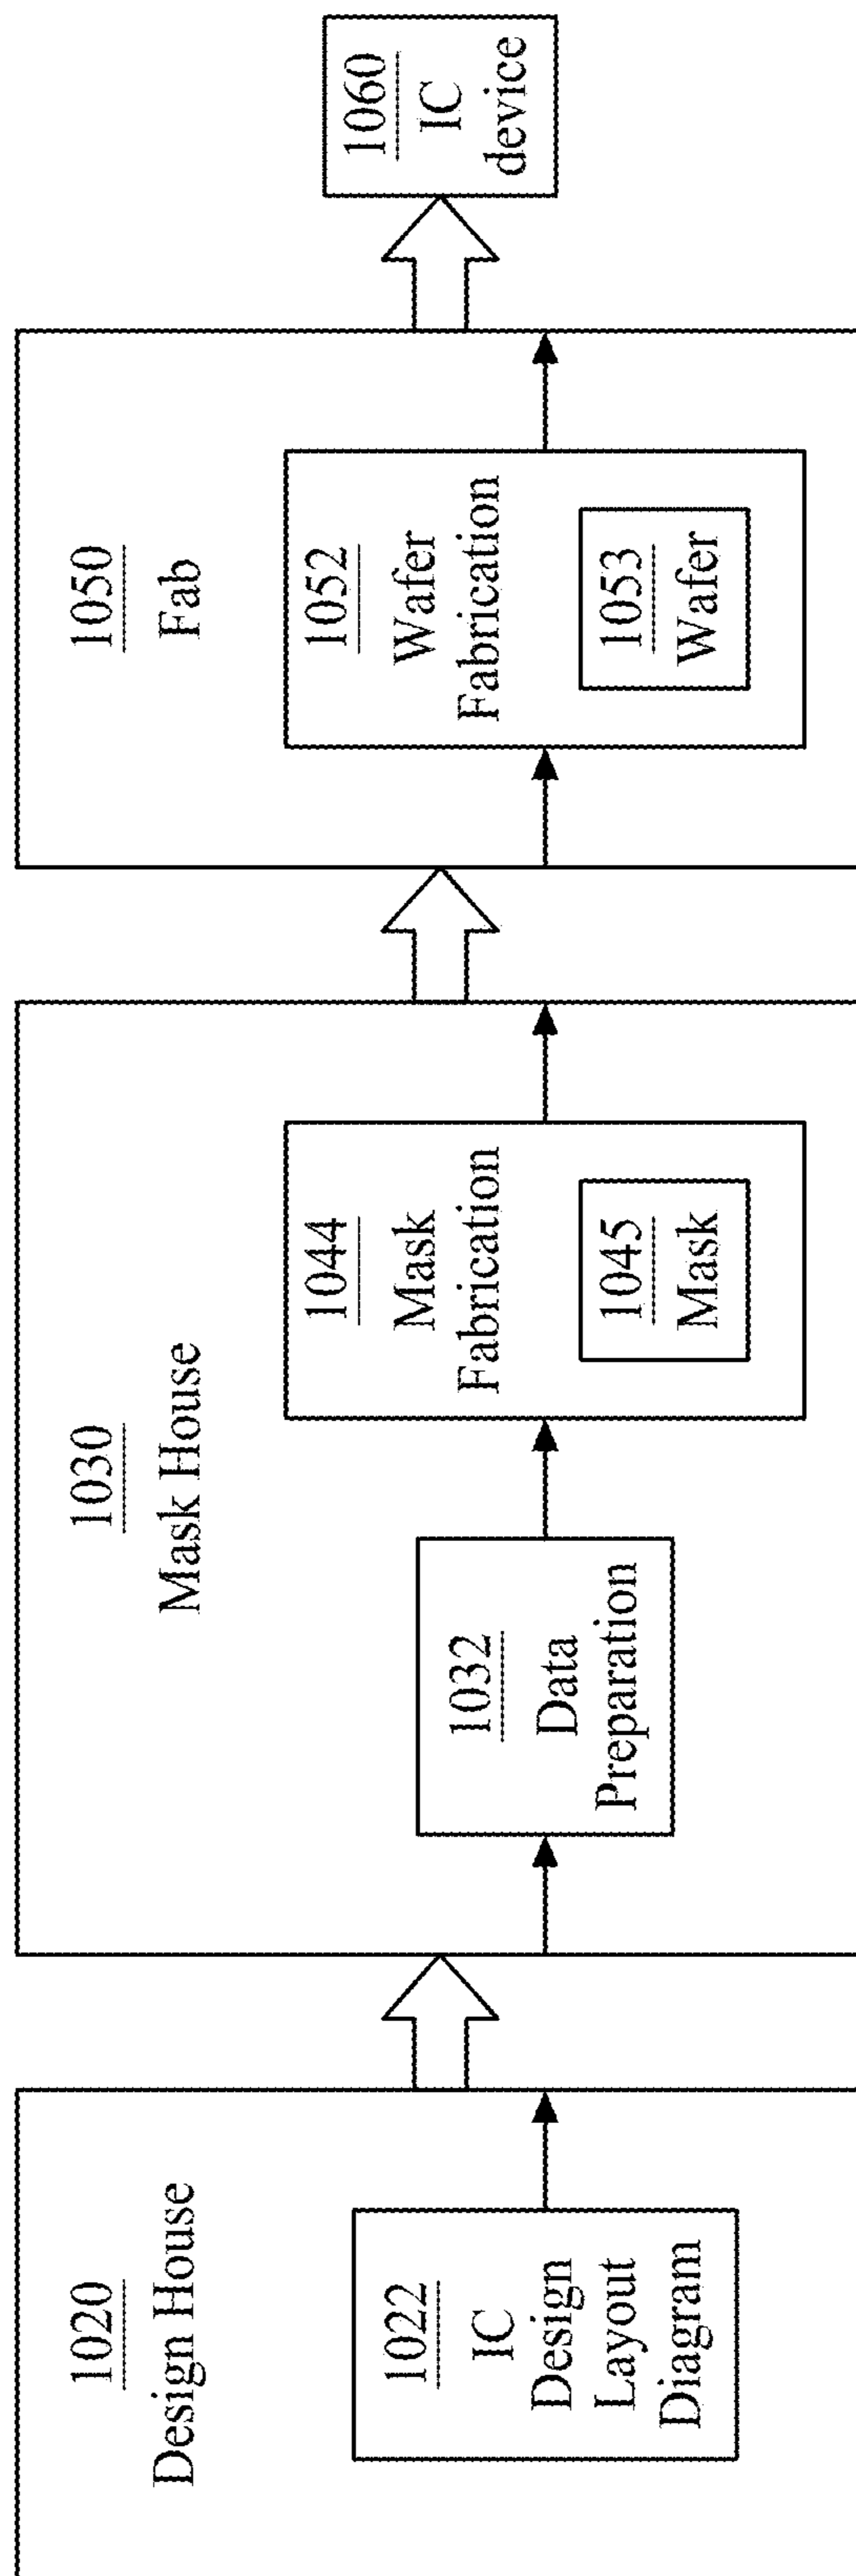 1020
Design House
1022
IC
Design
Layout
Diagram
1030
Mask House
1032
Data
Preparation
1044
Mask
Fabrication
1045
Mask
1050
Fab
1052
Wafer
Fabrication
1053
Wafer
1060
IC
device